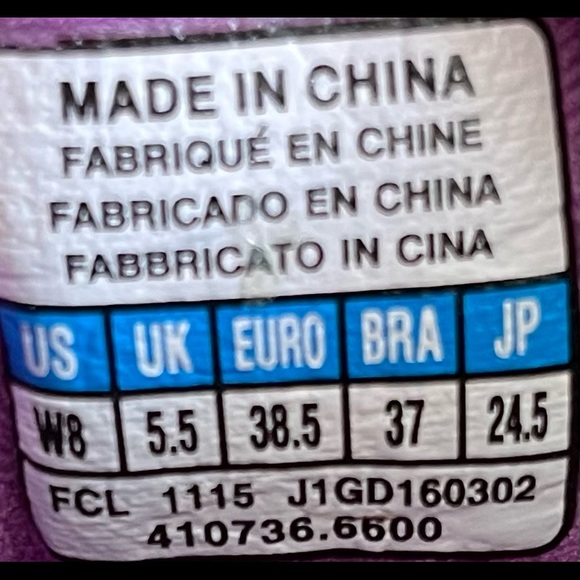 MADE IN CHINA
FABRIQUÉ EN CHINE
FABRICADO EN CHINA
FABBRICATO IN CINA
US UK EURO BRA JP
W8 5.5 38.5 37 24.5
FCL 1115 J1GD160302
410736.6600